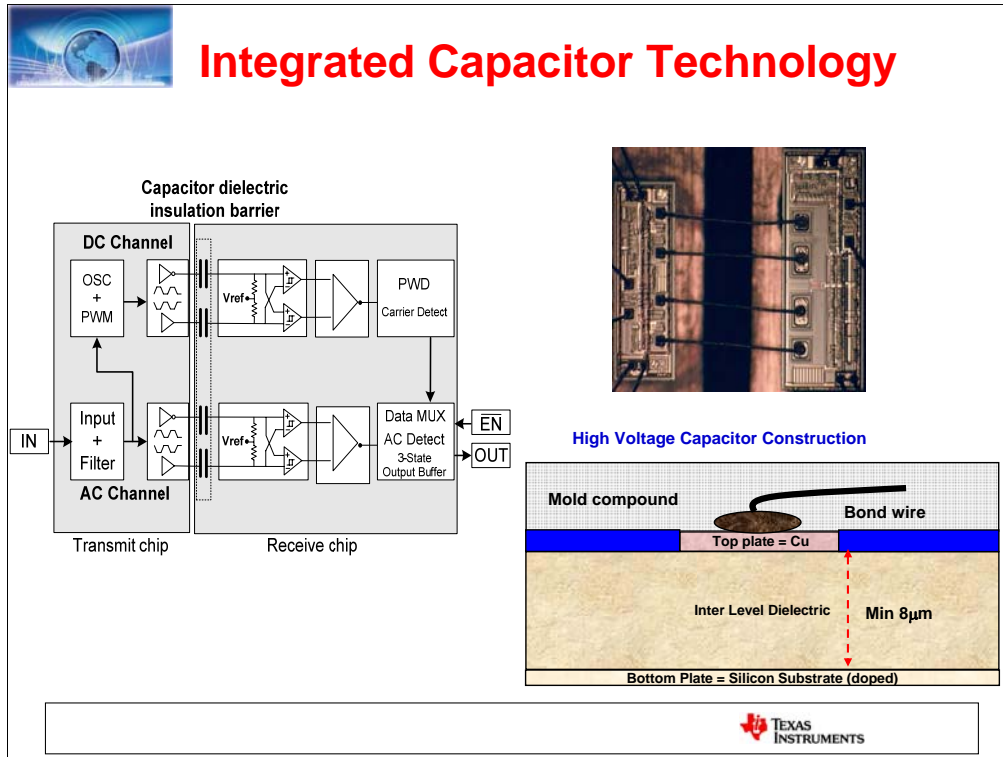 Integrated Capacitor Technology
Capacitor dielectric
insulation barrier
DC Channel
OSC
+
PWM
Vref
PWD
Carrier Detect
IN
Input
+
Filter
AC Channel
Vref
Data MUX
AC Detect
3-State
Output Buffer
EN
OUT
Transmit chip
Receive chip
High Voltage Capacitor Construction
Mold compound
Bond wire
Top plate = Cu
Inter Level Dielectric
Min 8µm
Bottom Plate = Silicon Substrate (doped)
TEXAS
INSTRUMENTS